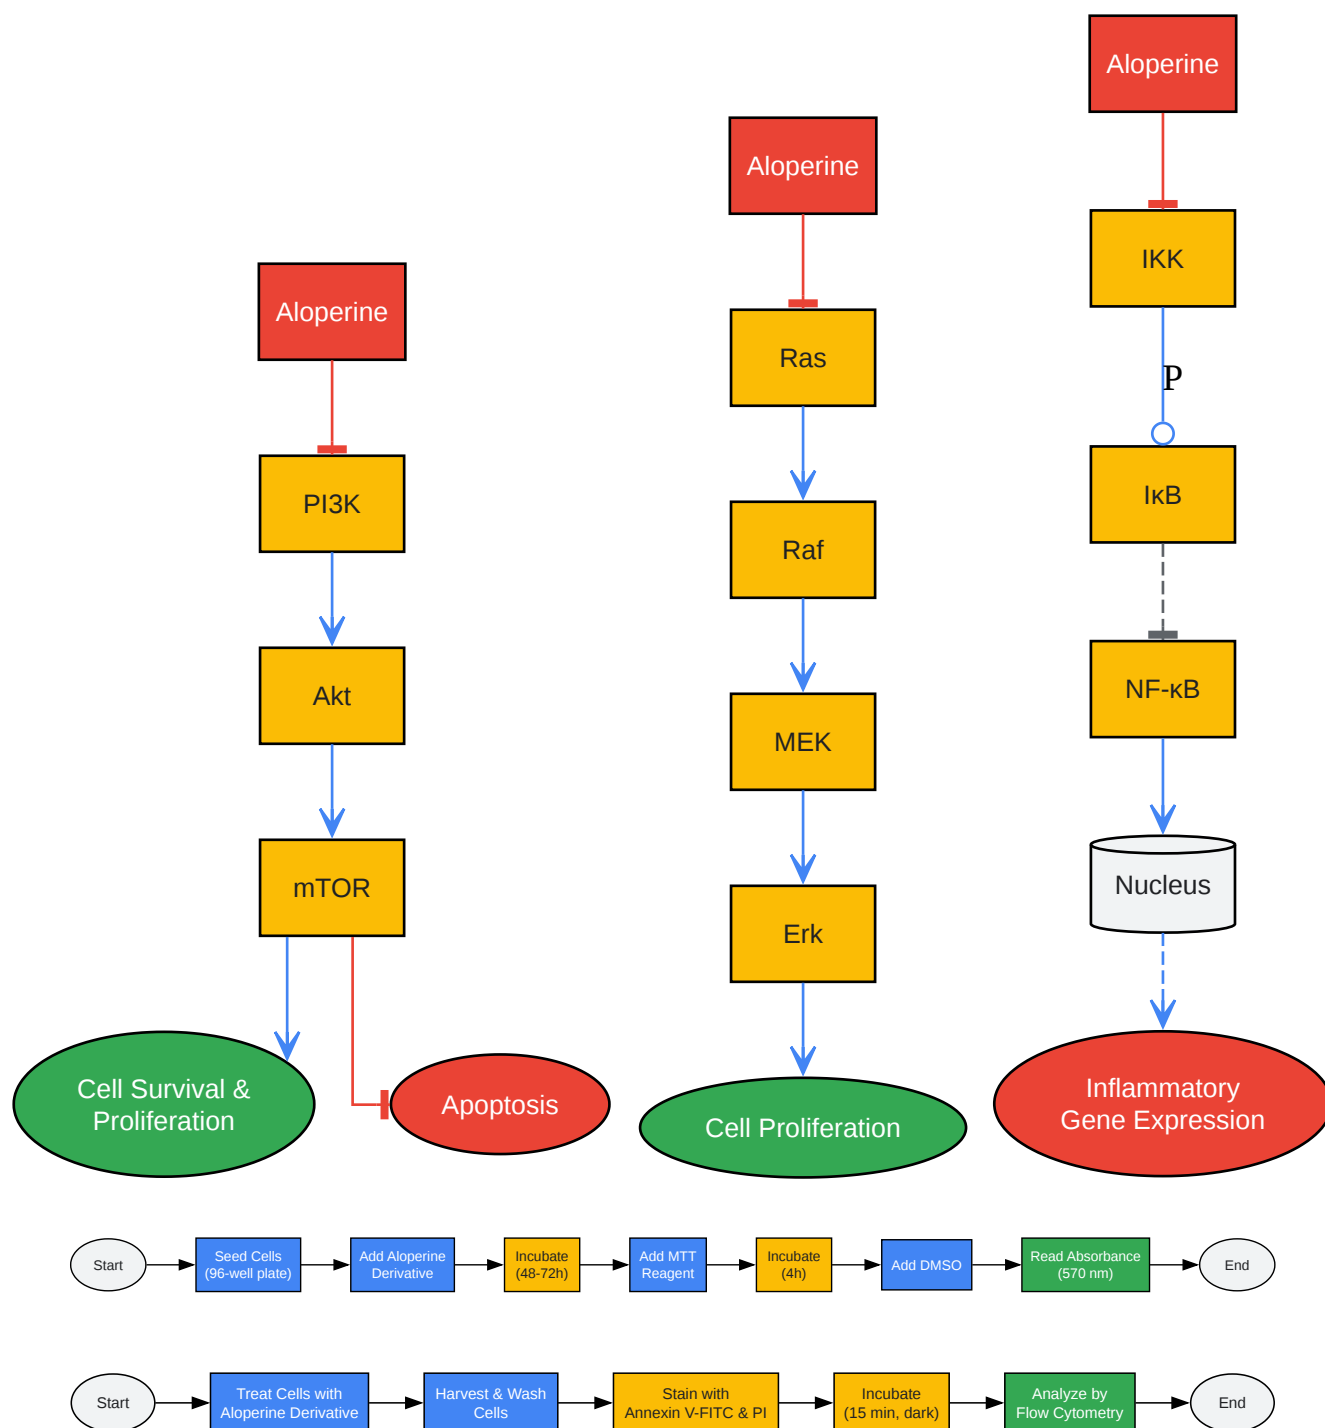 Aloperine
PI3K
Akt
mTOR
Cell Survival &
Proliferation
Apoptosis
Aloperine
Ras
Raf
MEK
Erk
Cell Proliferation
Aloperine
IKK
P
IκB
NF-κB
Nucleus
Inflammatory
Gene Expression
Start
Seed Cells
(96-well plate)
Add Aloperine
Derivative
Incubate
(48-72h)
Add MTT
Reagent
Incubate
(4h)
Add DMSO
Read Absorbance
(570 nm)
End
Start
Treat Cells with
Aloperine Derivative
Harvest & Wash
Cells
Stain with
Annexin V-FITC & PI
Incubate
(15 min, dark)
Analyze by
Flow Cytometry
End